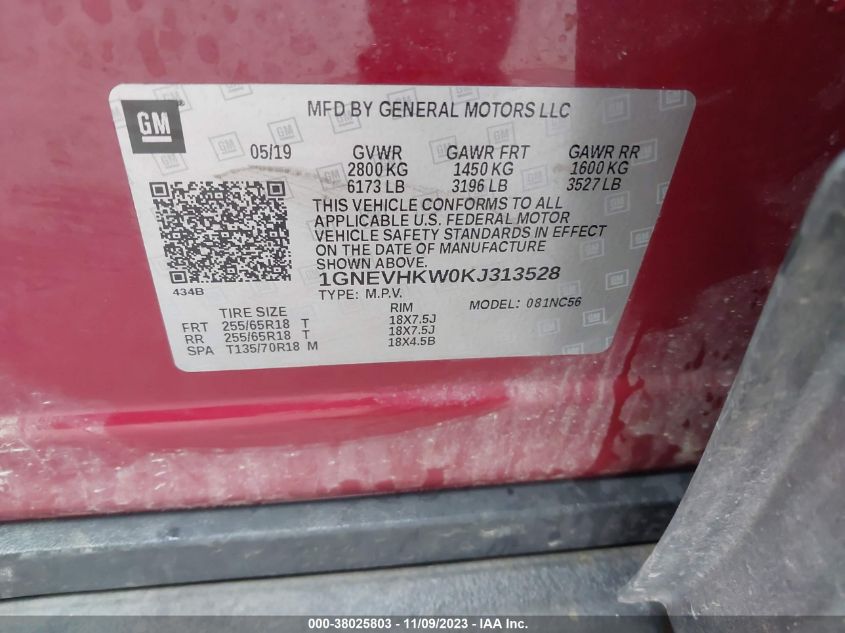 GM
MFD BY GENERAL MOTORS LLC
05/19 GVWR GAWR FRT GAWR RR
2800 KG 1450 KG 1600 KG
6173 LB 3196 LB 3527 LB
THIS VEHICLE CONFORMS TO ALL
APPLICABLE U.S. FEDERAL MOTOR
VEHICLE SAFETY STANDARDS IN EFFECT
ON THE DATE OF MANUFACTURE
SHOWN ABOVE.
434B
1GNEVHKW0KJ313528
TYPE: M.P.V. MODEL: 081NC56
TIRE SIZE RIM
FRT 255/65R18 T 18X7.5J
RR 255/65R18 T 18X7.5J
SPA T135/70R18 M 18X4.5B
000-38025803 - 11/09/2023 - IAA Inc.